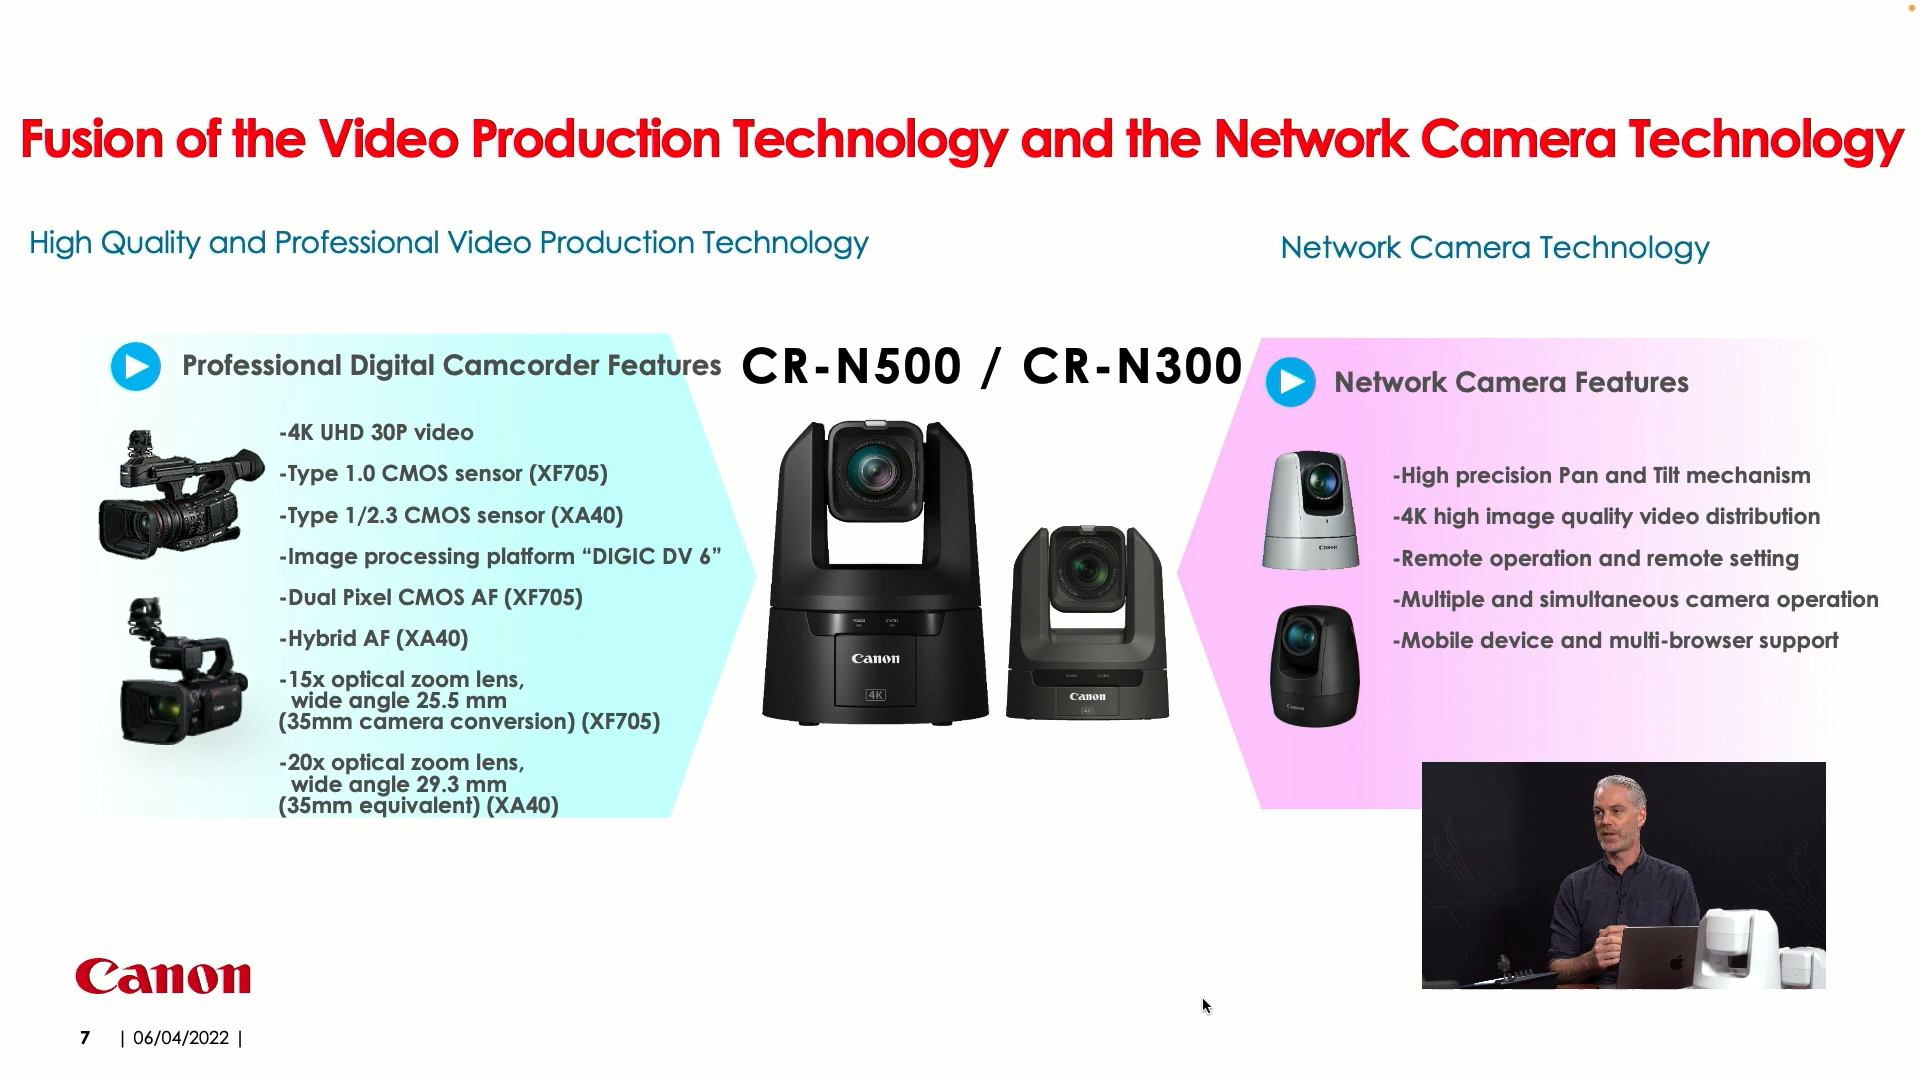 Fusion of the Video Production Technology and the Network Camera Technology
High Quality and Professional Video Production Technology
Network Camera Technology
Professional Digital Camcorder Features
-4K UHD 30P video
-Type 1.0 CMOS sensor (XF705)
-Type 1/2.3 CMOS sensor (XA40)
-Image processing platform “DIGIC DV 6”
-Dual Pixel CMOS AF (XF705)
-Hybrid AF (XA40)
-15x optical zoom lens,
wide angle 25.5 mm
(35mm camera conversion) (XF705)
-20x optical zoom lens,
wide angle 29.3 mm
(35mm equivalent) (XA40)
CR-N500 / CR-N300
POWER STATUS
Canon
4K
Canon
4K
Network Camera Features
-High precision Pan and Tilt mechanism
-4K high image quality video distribution
-Remote operation and remote setting
-Multiple and simultaneous camera operation
-Mobile device and multi-browser support
Canon
Canon
Canon
7 | 06/04/2022 |